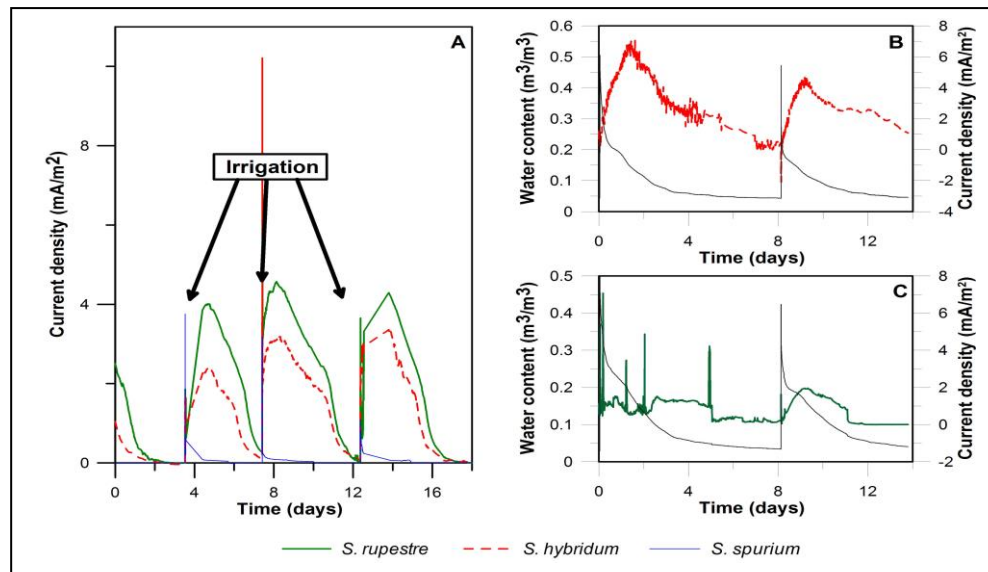 A
Current density (mA/m2)
8
4
0
Irrigation
0 4 8 12 16
Time (days)
B
Water content (m3/m3)
0.6
0.5
0.4
0.3
0.2
0.1
0
8
6
4
2
0
-2
-4
Current density (mA/m2)
0 4 8 12
Time (days)
C
Water content (m3/m3)
0.5
0.4
0.3
0.2
0.1
0
8
6
4
2
0
-2
Current density (mA/m2)
0 4 8 12
Time (days)
S. rupestre S. hybridum S. spurium